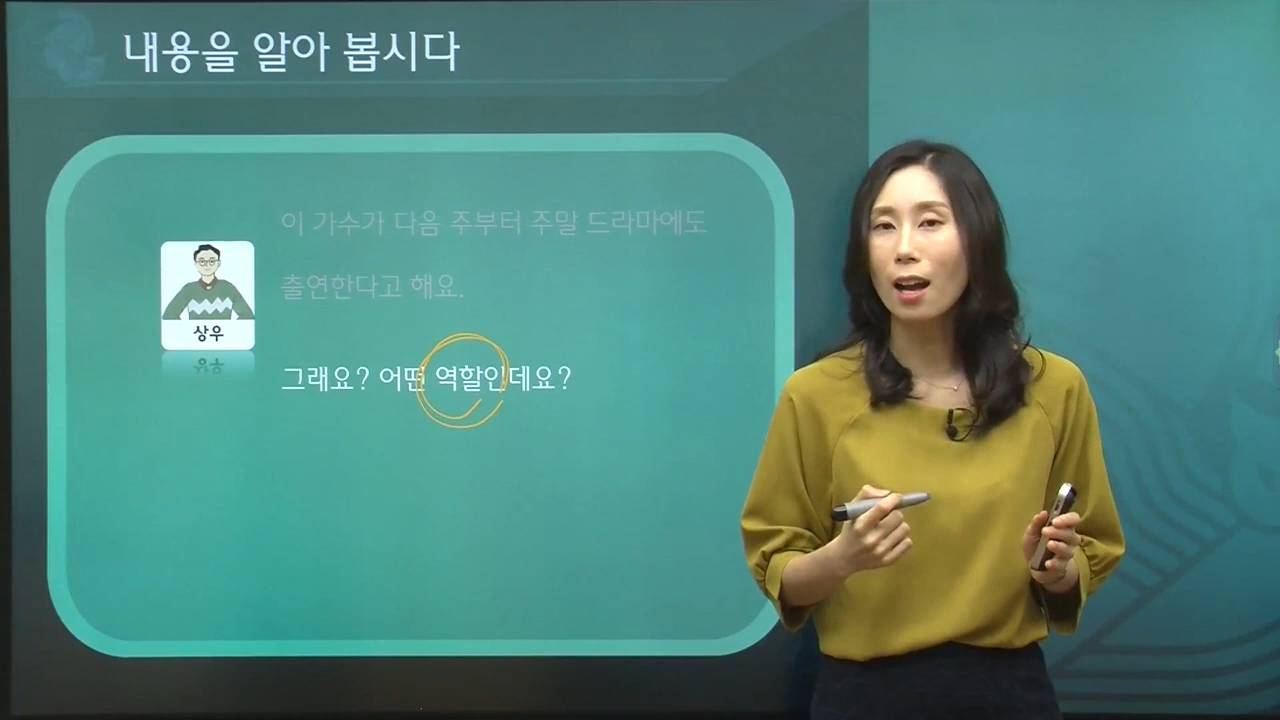 내용을 알아 봅시다
이 가수가 다음 주부터 주말 드라마에도
출연한다고 해요.
상우
그래요? 어떤 역할인데요?